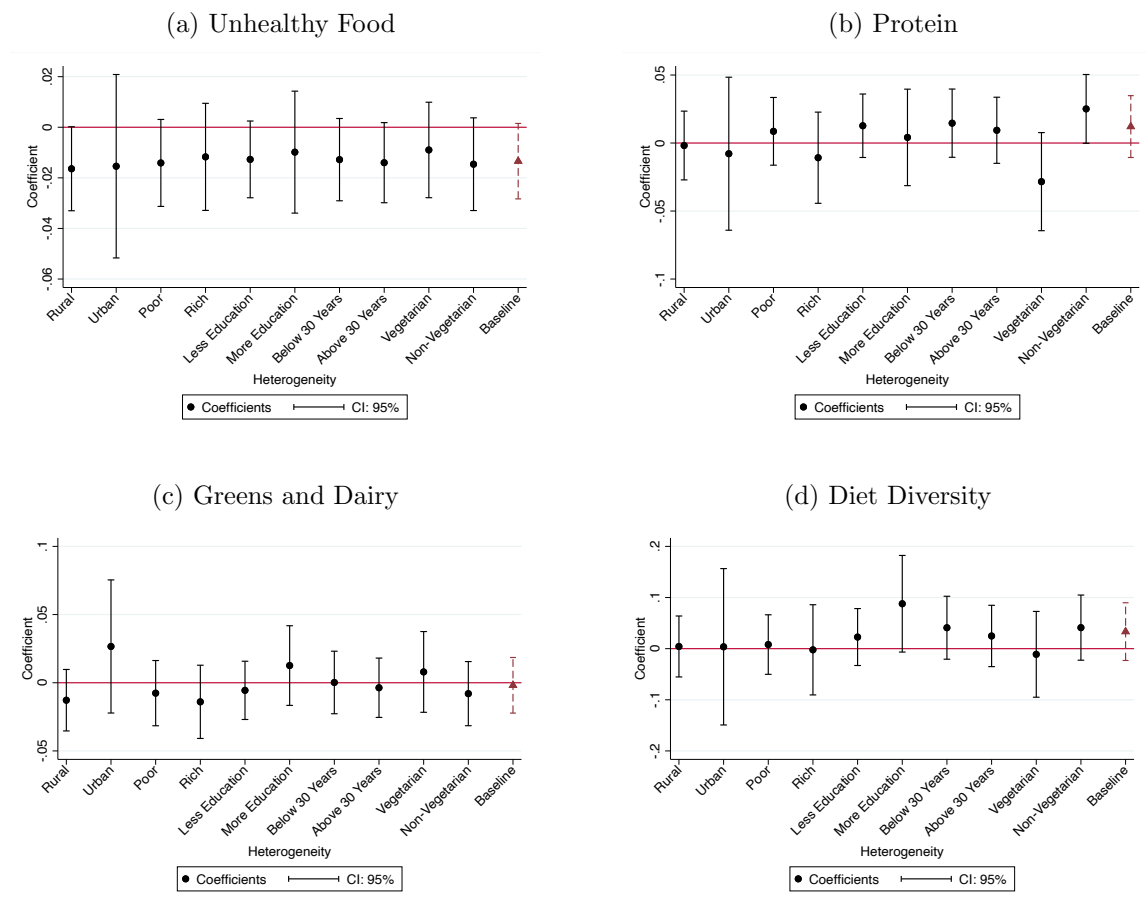 (a) Unhealthy Food
.02
0
-.02
-.04
-.06
Coefficient
Rural
Urban
Poor
Rich
Less Education
More Education
Below 30 Years
Above 30 Years
Vegetarian
Non-Vegetarian
Baseline
Heterogeneity
Coefficients CI: 95%
(b) Protein
.05
0
-.05
-.1
Coefficient
Rural
Urban
Poor
Rich
Less Education
More Education
Below 30 Years
Above 30 Years
Vegetarian
Non-Vegetarian
Baseline
Heterogeneity
Coefficients CI: 95%
(c) Greens and Dairy
.1
.05
0
-.05
Coefficient
Rural
Urban
Poor
Rich
Less Education
More Education
Below 30 Years
Above 30 Years
Vegetarian
Non-Vegetarian
Baseline
Heterogeneity
Coefficients CI: 95%
(d) Diet Diversity
.2
.1
0
-.1
-.2
Coefficient
Rural
Urban
Poor
Rich
Less Education
More Education
Below 30 Years
Above 30 Years
Vegetarian
Non-Vegetarian
Baseline
Heterogeneity
Coefficients CI: 95%